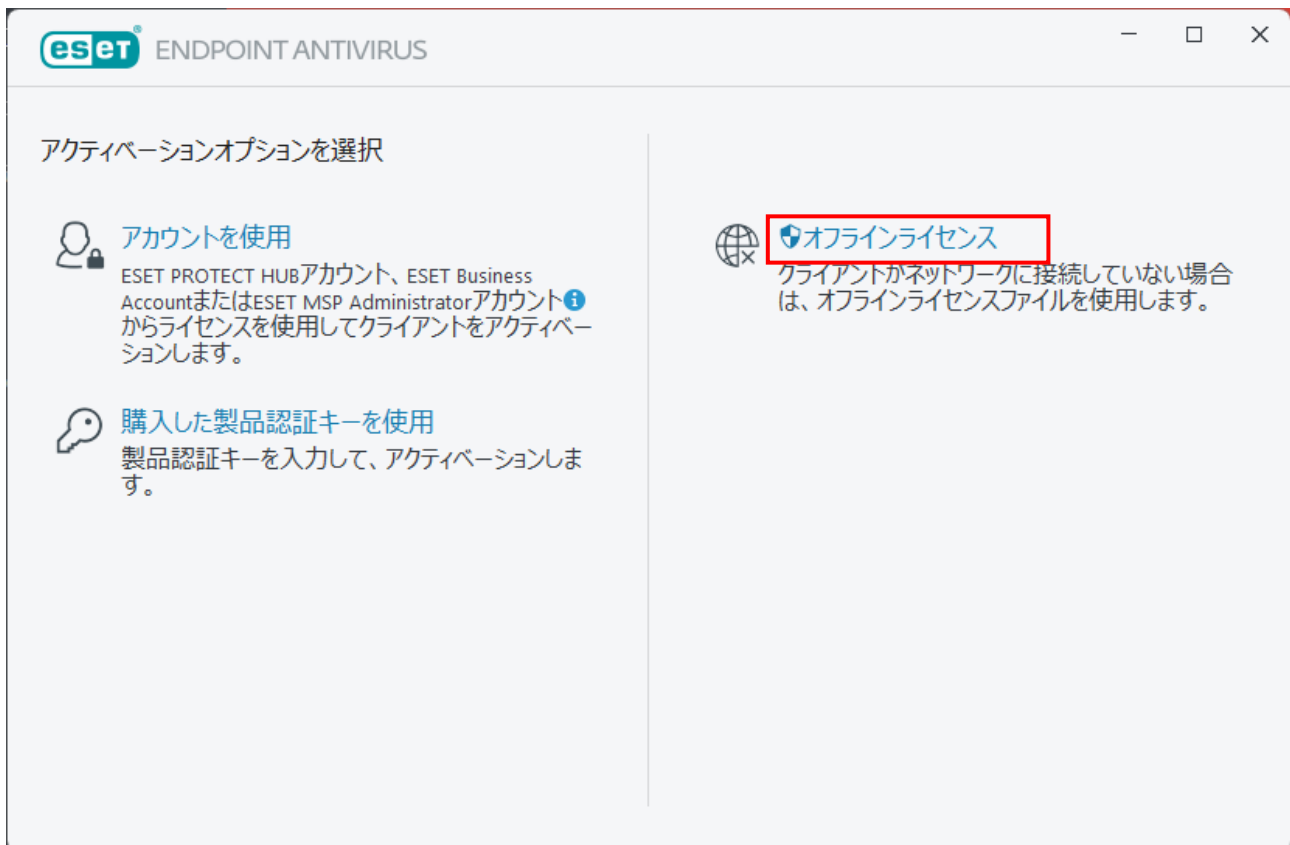 eset® ENDPOINT ANTIVIRUS
アクティベーションオプションを選択
アカウントを使用
ESET PROTECT HUBアカウント、ESET Business
AccountまたはESET MSP Administratorアカウント
からライセンスを使用してクライアントをアクティベー
ションします。
購入した製品認証キーを使用
製品認証キーを入力して、アクティベーションしま
す。
オフラインライセンス
クライアントがネットワークに接続していない場合
は、オフラインライセンスファイルを使用します。